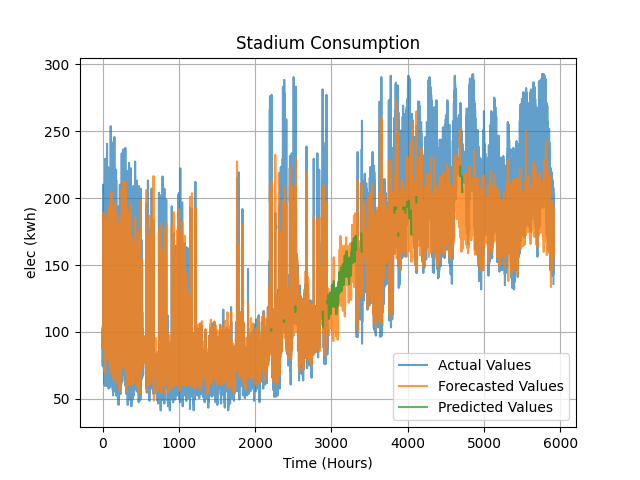 Stadium Consumption
300
250
200
150
100
50
elec (kwh)
0
1000
2000
3000
4000
5000
6000
Time (Hours)
Actual Values
Forecasted Values
Predicted Values